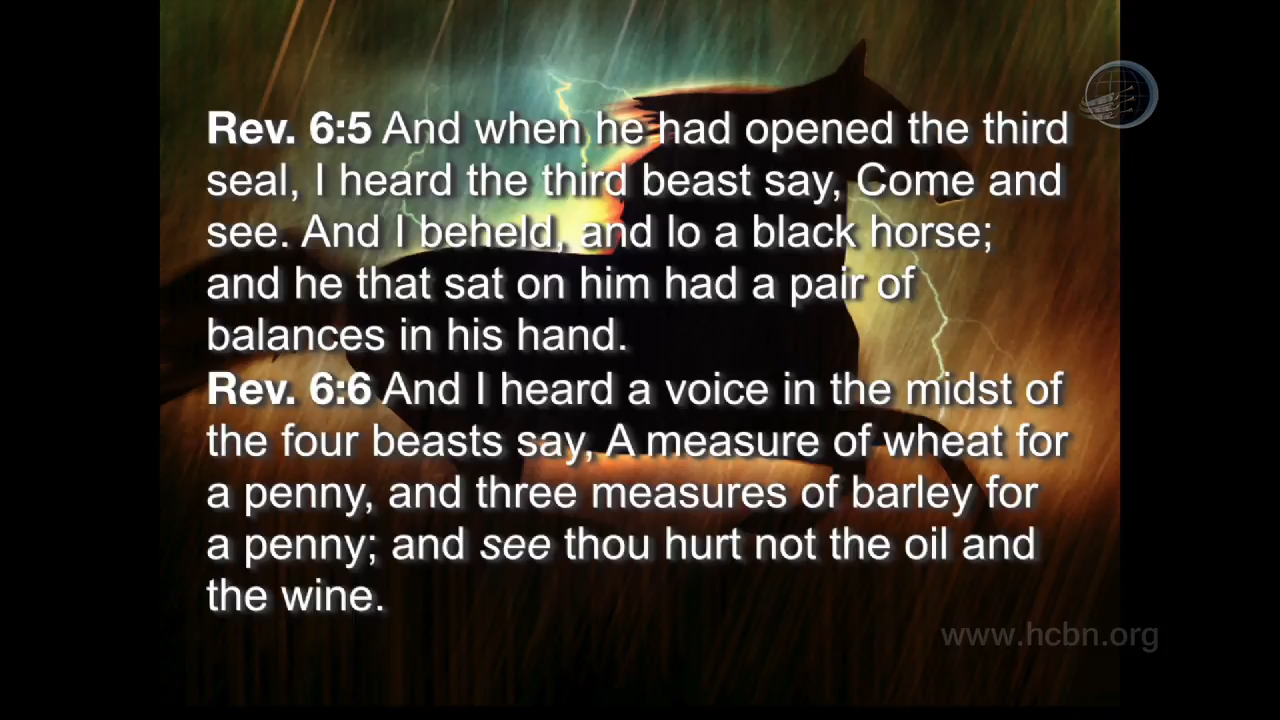 Rev. 6:5 And when he had opened the third
seal, I heard the third beast say, Come and
see. And I beheld, and lo a black horse;
and he that sat on him had a pair of
balances in his hand.
Rev. 6:6 And I heard a voice in the midst of
the four beasts say, A measure of wheat for
a penny, and three measures of barley for
a penny; and see thou hurt not the oil and
the wine.
www.hcbn.org